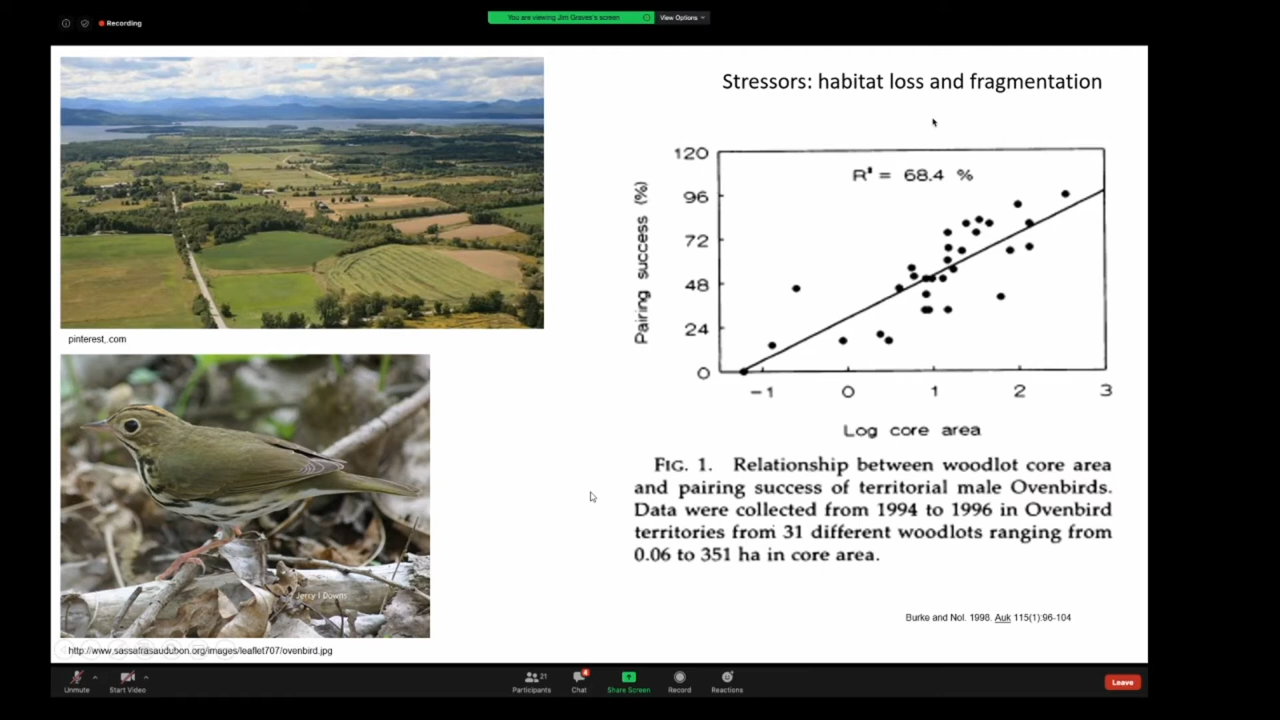 Recording
You are viewing Jim Graves's screen
View Options
Stressors: habitat loss and fragmentation
pinterest,.com
Jerry I Downs
http://www.sassafrasaudubon.org/images/leaflet707/ovenbird.jpg
R² = 68.4 %
Pairing success (%)
120
96
72
48
24
0
-1 0 1 2 3
Log core area
FIG. 1. Relationship between woodlot core area
and pairing success of territorial male Ovenbirds.
Data were collected from 1994 to 1996 in Ovenbird
territories from 31 different woodlots ranging from
0.06 to 351 ha in core area.
Burke and Nol. 1998. Auk 115(1):96-104
Unmute
Start Video
21
Participants
4
Chat
Share Screen
Record
Reactions
Leave